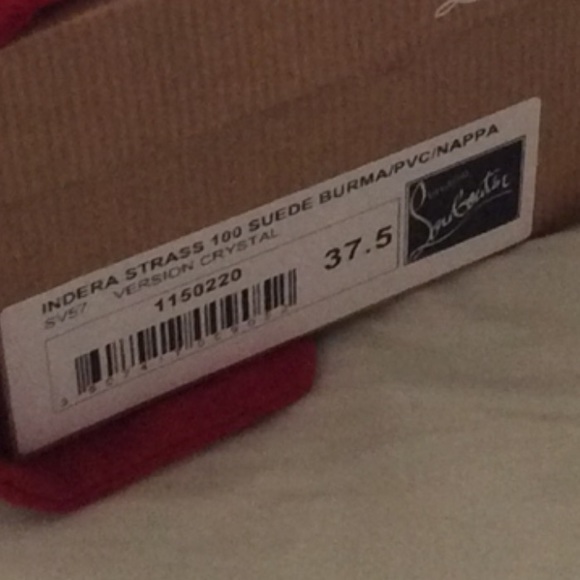 INDERA STRASS 100 SUEDE BURMA/PVC/NAPPA
SV57 VERSION CRYSTAL
1150220
37.5
Louboutin